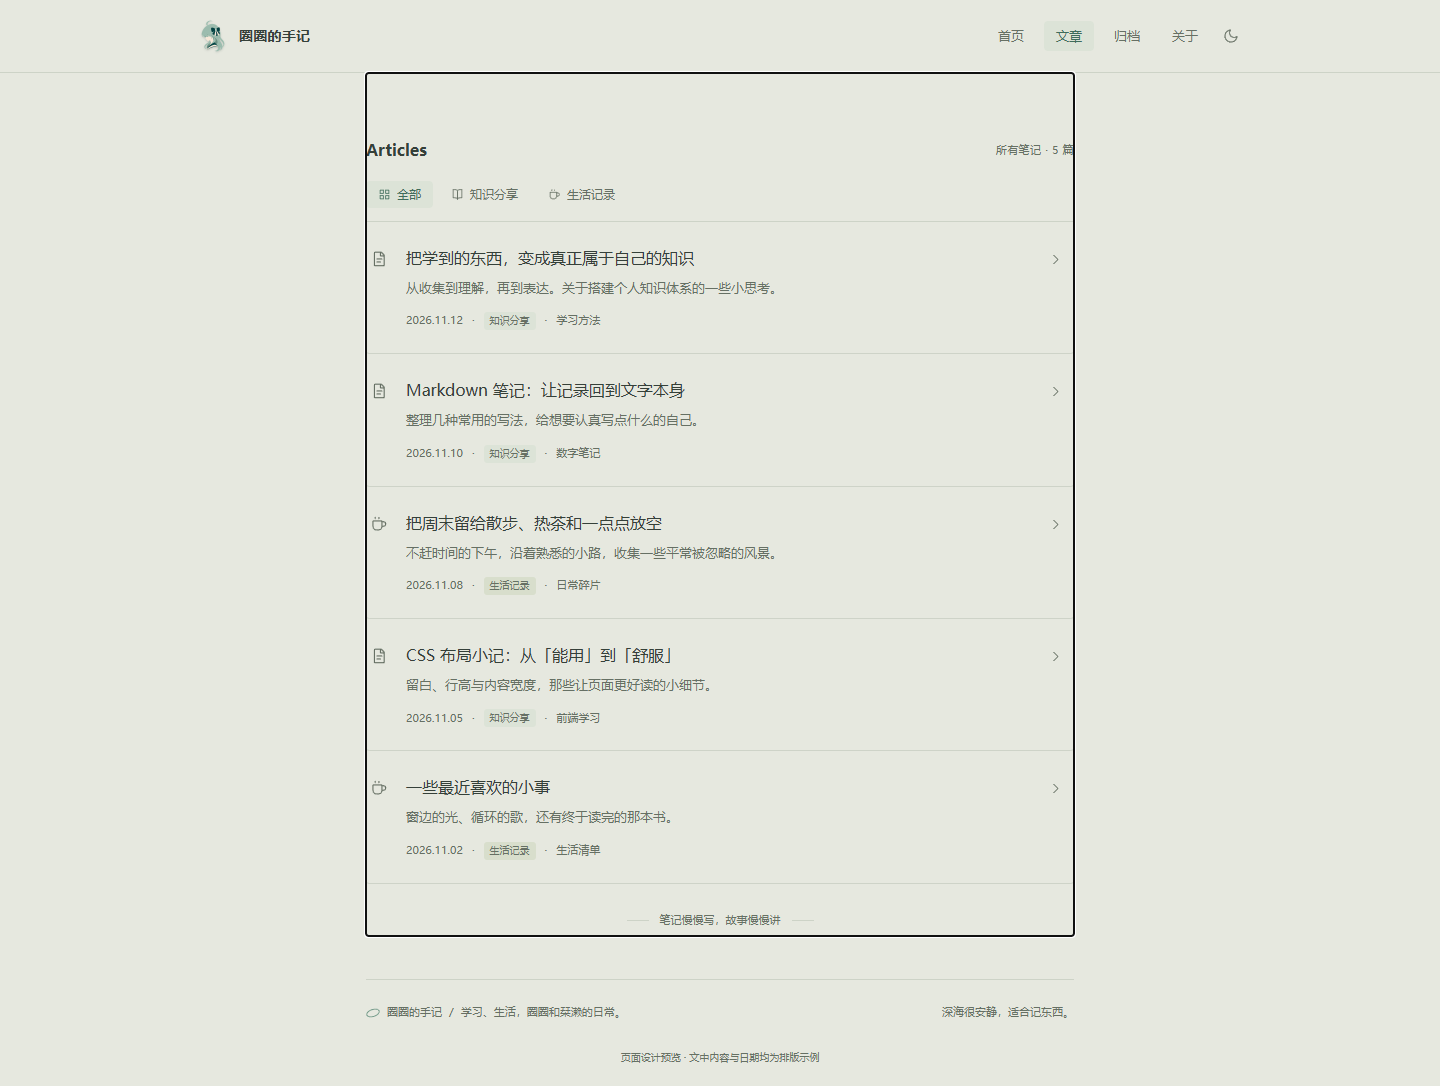 圈圈的手记
首页 文章 归档 关于
Articles
所有笔记 · 5 篇
全部 知识分享 生活记录
把学到的东西，变成真正属于自己的知识
从收集到理解，再到表达。关于搭建个人知识体系的一些小思考。
2026.11.12 · 知识分享 · 学习方法
Markdown 笔记：让记录回到文字本身
整理几种常用的写法，给想要认真写点什么的自己。
2026.11.10 · 知识分享 · 数字笔记
把周末留给散步、热茶和一点点放空
不赶时间的下午，沿着熟悉的小路，收集一些平常被忽略的风景。
2026.11.08 · 生活记录 · 日常碎片
CSS 布局小记：从「能用」到「舒服」
留白、行高与内容宽度，那些让页面更好读的小细节。
2026.11.05 · 知识分享 · 前端学习
一些最近喜欢的小事
窗边的光、循环的歌，还有终于读完的那本书。
2026.11.02 · 生活记录 · 生活清单
笔记慢慢写，故事慢慢讲
圈圈的手记 / 学习、生活，圈圈和栞濑的日常。
深海很安静，适合记东西。
页面设计预览 · 文中内容与日期均为排版示例